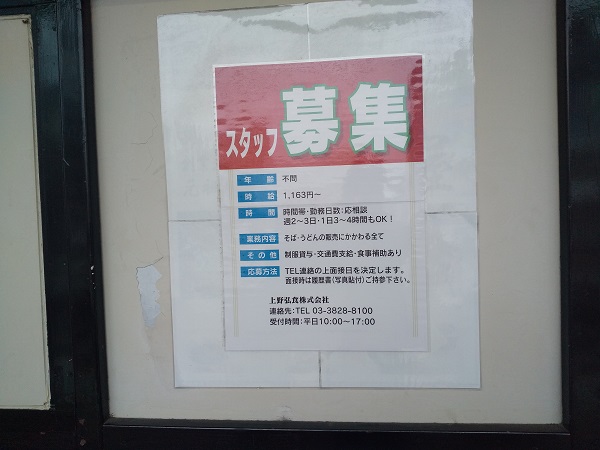 スタッフ募集
年齢 不問
時給 1,163円～
時間 時間帯・勤務日数:応相談
週2～3日・1日3～4時間もOK!
業務内容 そば・うどんの販売にかかわる全て
その他 制服貸与・交通費支給・食事補助あり
応募方法 TEL連絡の上面接日を決定します。
面接時は履歴書(写真貼付)ご持参下さい。
上野弘食株式会社
連絡先:TEL 03-3828-8100
受付時間:平日10:00～17:00